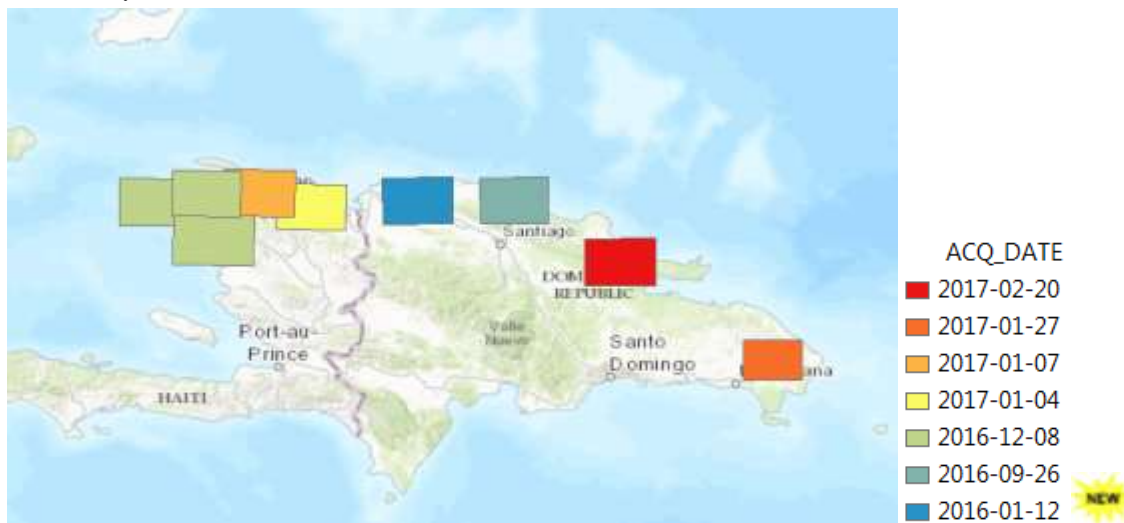 Santiago
DOM
REPUBLIC
Port-au-
Prince
Valle
Nuevo
Santo
Domingo
ana
HAITI
ACQ_DATE
2017-02-20
2017-01-27
2017-01-07
2017-01-04
2016-12-08
2016-09-26
2016-01-12
NEW